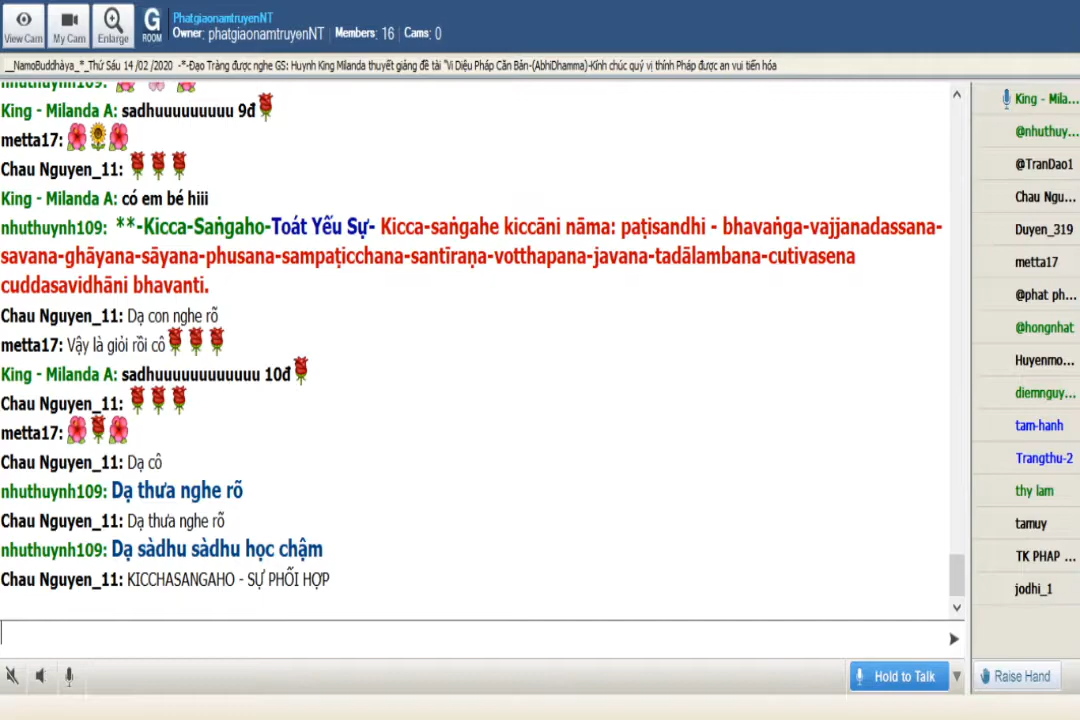 PhatgiaonamtruyenNT
Owner: phatgiaonamtruyenNT | Members: 16 | Cams: 0
View Cam
My Cam
Enlarge
G
ROOM
__NamoBuddhàya_*_Thứ Sáu 14 /02 /2020 -*-Đạo Tràng được nghe GS: Huynh King Milanda thuyết giảng đề tài "Vi Diệu Pháp Căn Bản-(AbhiDhamma)-Kính chúc quý vị thính Pháp được an vui tiến hóa
nhuthuynh109:
King - Milanda A: sadhuuuuuuuuu 9đ
metta17:
Chau Nguyen_11:
King - Milanda A: có em bé hiii
nhuthuynh109: **-Kicca-Saṅgaho-Toát Yếu Sự- Kicca-saṅgahe kiccāni nāma: paṭisandhi - bhavaṅga-vajjanadassana-
savana-ghāyana-sāyana-phusana-sampaṭicchana-santīraṇa-votthapana-javana-tadālambana-cutivasena
cuddasavidhāni bhavanti.
Chau Nguyen_11: Dạ con nghe rõ
metta17: Vậy là giỏi rồi cô
King - Milanda A: sadhuuuuuuuuuuuu 10đ
Chau Nguyen_11:
metta17:
Chau Nguyen_11: Dạ cô
nhuthuynh109: Dạ thưa nghe rõ
Chau Nguyen_11: Dạ thưa nghe rõ
nhuthuynh109: Dạ sàdhu sàdhu học chậm
Chau Nguyen_11: KICCHASANGAHO - SỰ PHỐI HỢP
King - Mila...
@nhuthuy...
@TranDao1
Chau Ngu...
Duyen_319
metta17
@phat ph...
@hongnhat
Huyenmo...
diemnguy...
tam-hanh
Trangthu-2
thy lam
tamuy
TK PHAP ...
jodhi_1
Hold to Talk
Raise Hand